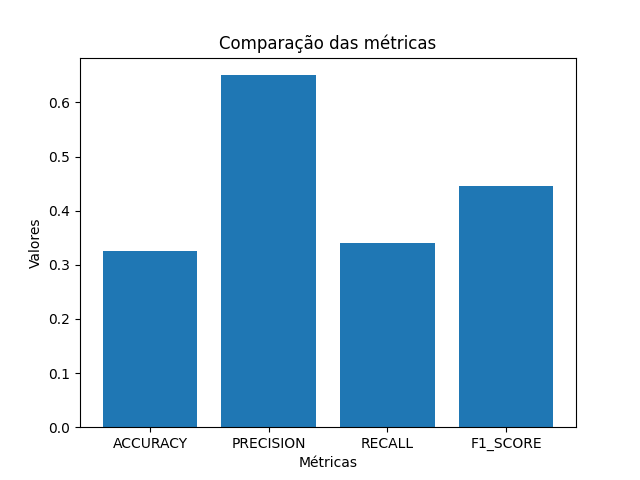 Comparação das métricas
Valores
0.6
0.5
0.4
0.3
0.2
0.1
0.0
ACCURACY PRECISION RECALL F1_SCORE
Métricas